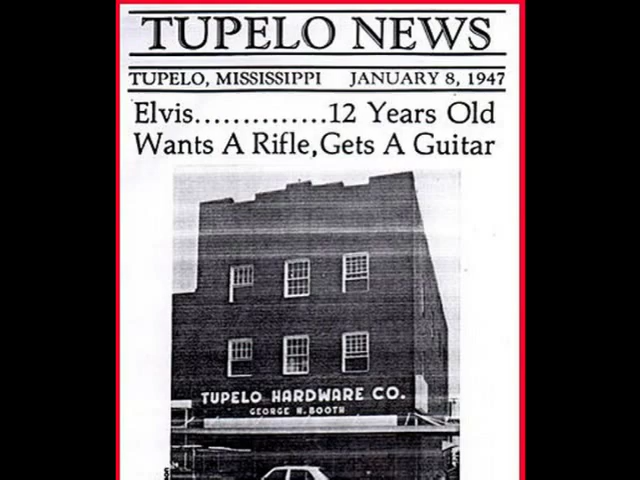 TUPELO NEWS
TUPELO, MISSISSIPPI JANUARY 8, 1947
Elvis.............12 Years Old
Wants A Rifle,Gets A Guitar
TUPELO HARDWARE CO.
GEORGE H. BOOTH